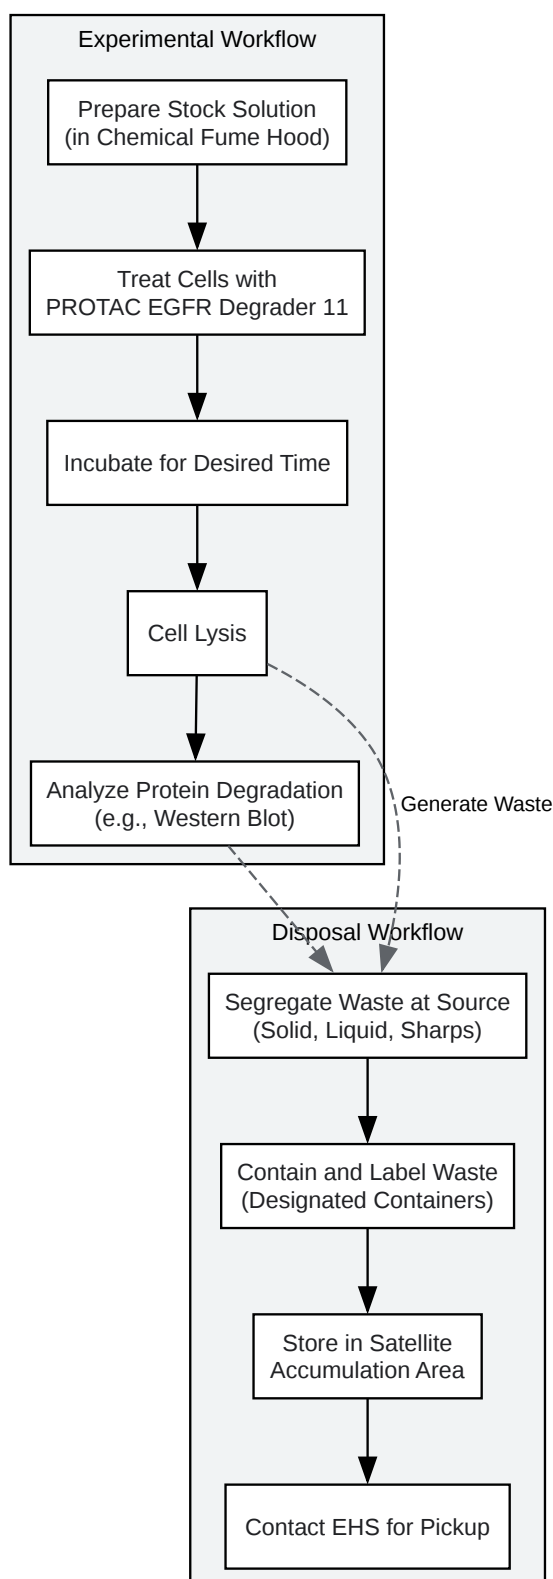 Experimental Workflow
Prepare Stock Solution
(in Chemical Fume Hood)
Treat Cells with
PROTAC EGFR Degrader 11
Incubate for Desired Time
Cell Lysis
Analyze Protein Degradation
(e.g., Western Blot)
Generate Waste
Disposal Workflow
Segregate Waste at Source
(Solid, Liquid, Sharps)
Contain and Label Waste
(Designated Containers)
Store in Satellite
Accumulation Area
Contact EHS for Pickup